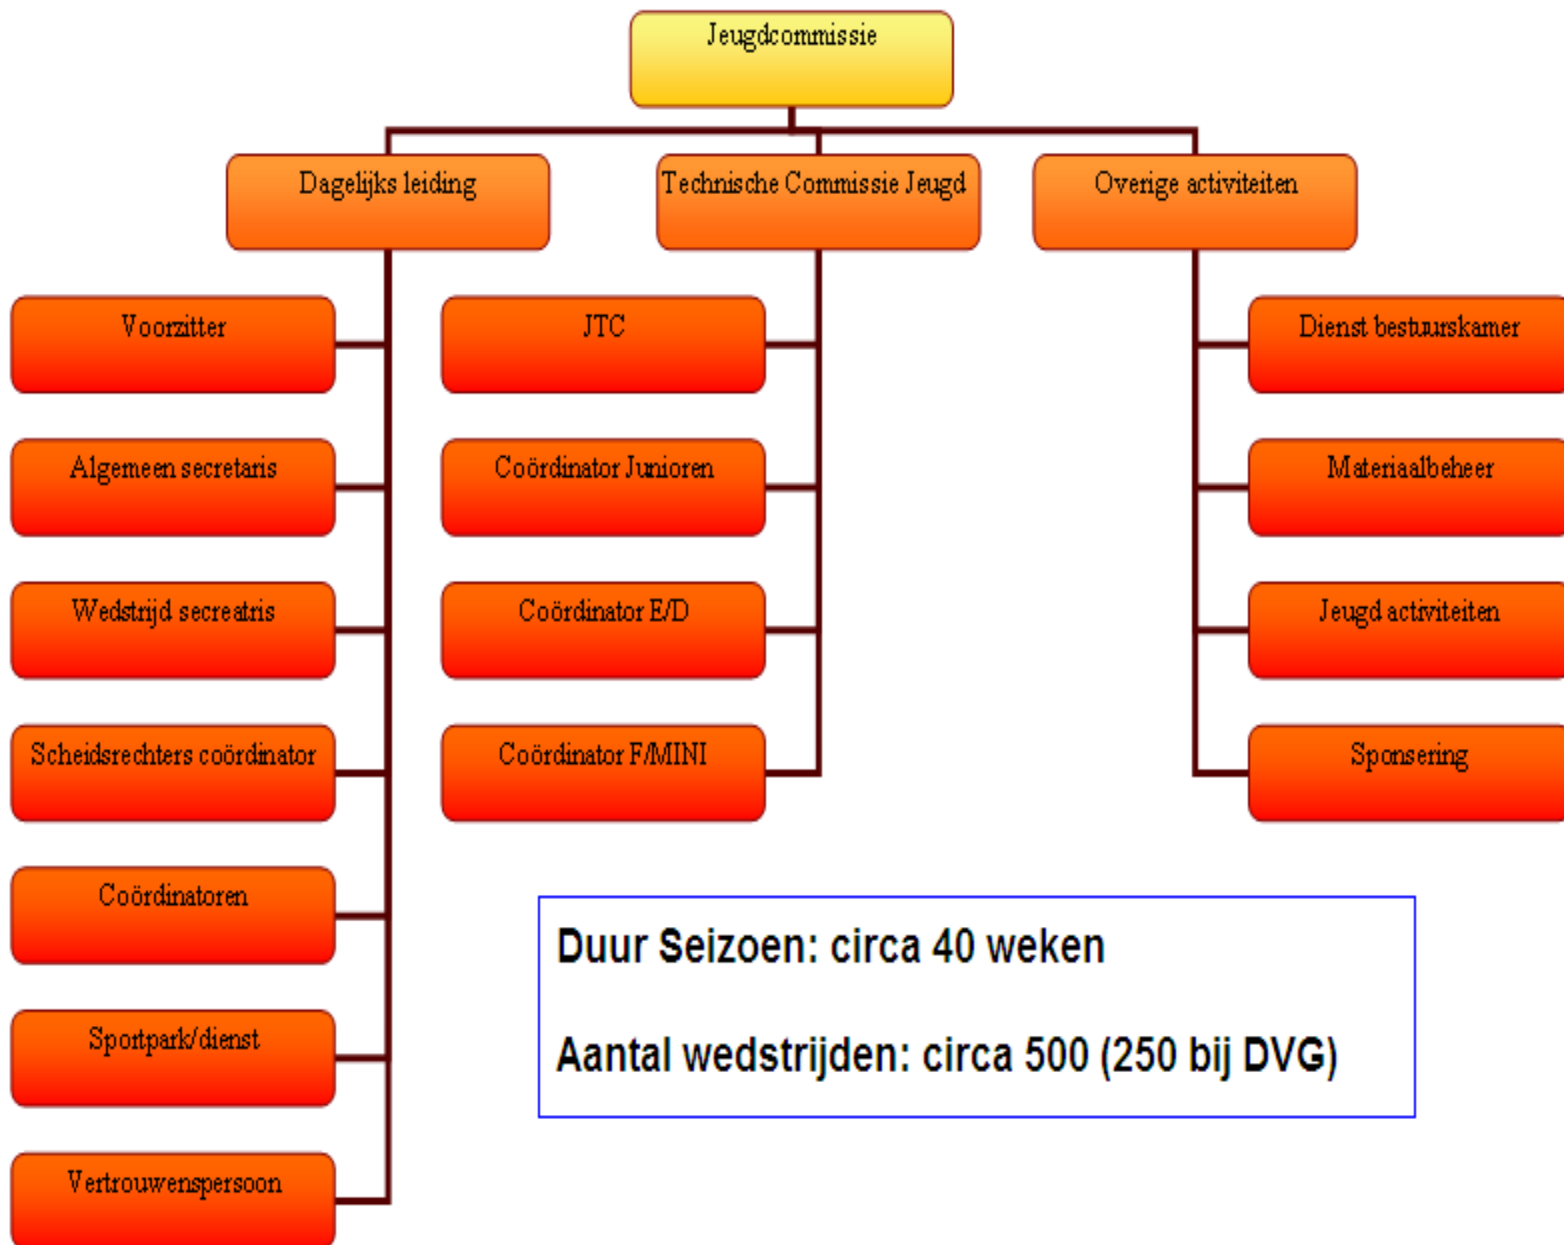 Jeugdcommissie
Dagelijks leiding
Technische Commissie Jeugd
Overige activiteiten
Voorzitter
JTC
Dienst bestuurskamer
Algemeen secretaris
Coördinator Junioren
Materiaalbeheer
Wedstrijd secreatris
Coördinator E/D
Jeugd activiteiten
Scheidsrechters coördinator
Coördinator F/MINI
Sponsering
Coördinatoren
Sportpark/dienst
Vertrouwenspersoon
Duur Seizoen: circa 40 weken
Aantal wedstrijden: circa 500 (250 bij DVG)